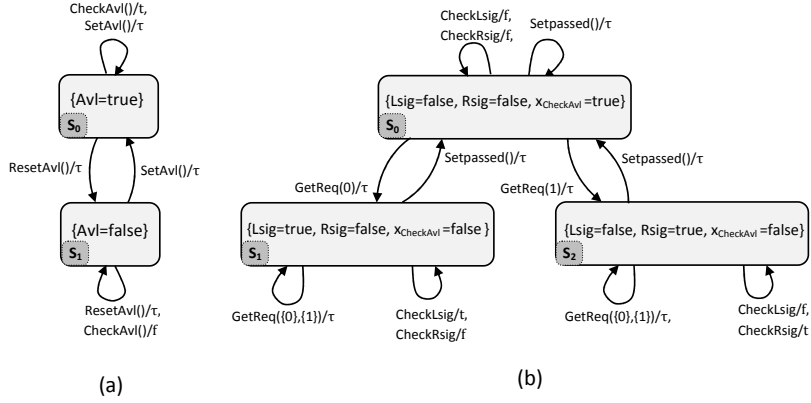 CheckAvl()/t,
SetAvl()/τ
{Avl=true}
S0
ResetAvl()/τ
SetAvl()/τ
{Avl=false}
S1
ResetAvl()/τ,
CheckAvl()/f
(a)
CheckLsig/f,
CheckRsig/f,
Setpassed()/τ
{Lsig=false, Rsig=false, xCheckAvl =true}
S0
GetReq(0)/τ
Setpassed()/τ
GetReq(1)/τ
Setpassed()/τ
{Lsig=true, Rsig=false, xCheckAvl =false }
S1
{Lsig=false, Rsig=true, xCheckAvl =false}
S2
GetReq({0},{1})/τ
CheckLsig/t,
CheckRsig/f
GetReq({0},{1})/τ,
CheckLsig/f,
CheckRsig/t
(b)